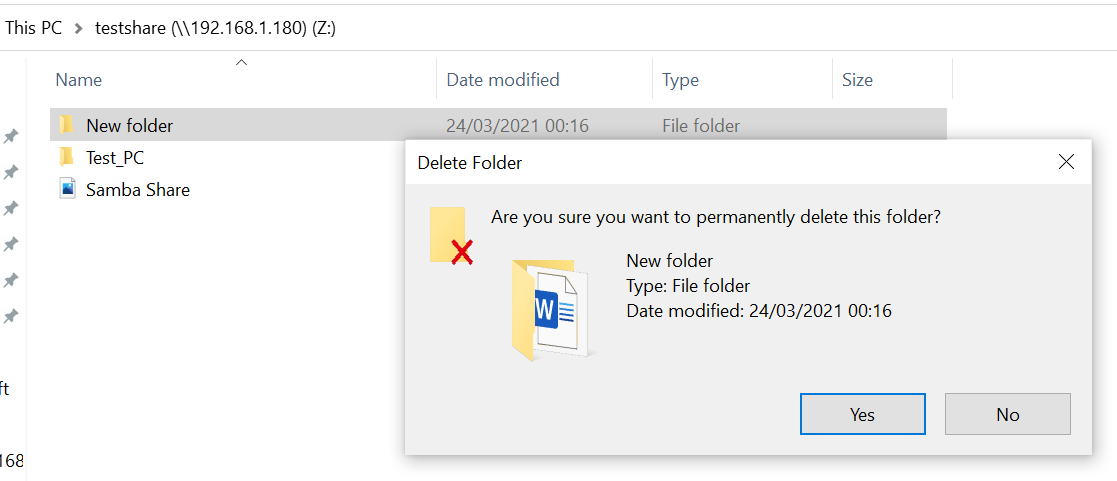 This PC > testshare (\\192.168.1.180) (Z:)
Name Date modified Type Size
New folder 24/03/2021 00:16 File folder
Test_PC
Samba Share
Delete Folder
Are you sure you want to permanently delete this folder?
New folder
Type: File folder
Date modified: 24/03/2021 00:16
W
Yes No
ft
168